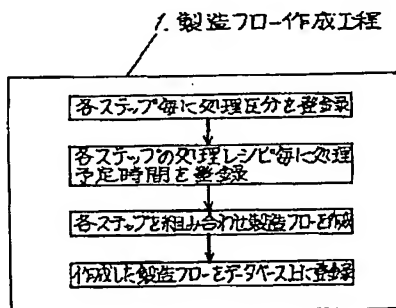 1. 製造フロー作成工程
各ステップ毎に処理区分を登録
各ステップの処理レシピ毎に処理
予定時間を登録
各ステップを組み合わせ製造フローを作成
作成した製造フローをデータベース上に登録